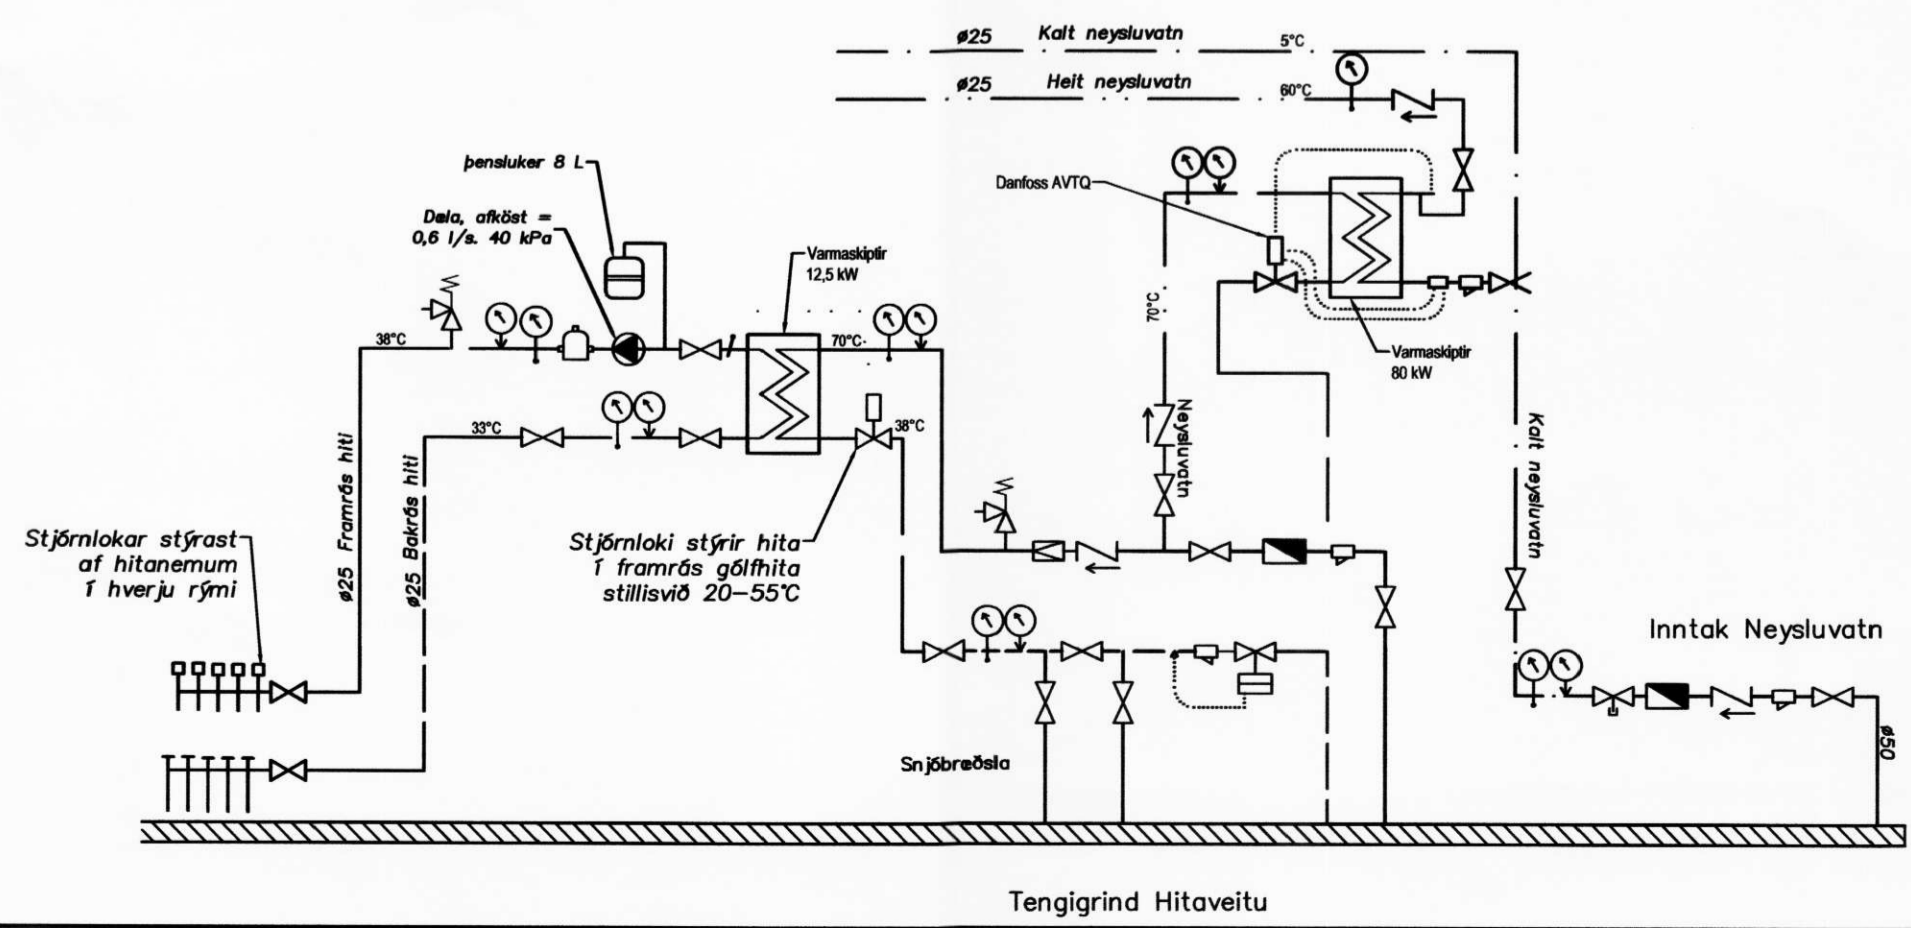 ø25 Kalt neysluvatn 5°C
ø25 Heit neysluvatn 60°C
þensluker 8 L
Dæla, afköst =
0,6 l/s. 40 kPa
Varmaskiptir
12,5 kW
Danfoss AVTQ
38°C
70°C
70°C
Varmaskiptir
80 kW
33°C
38°C
ø25 Framrás hiti
ø25 Bakrás hiti
Neysluvatn
Kalt neysluvatn
Stjórnlokar stýrast
af hitanemum
í hverju rými
Stjórnloki stýrir hita
í framrás gólfhita
stillisvið 20-55°C
Inntak Neysluvatn
ø50
Snjóbræðsla
Tengigrind Hitaveitu